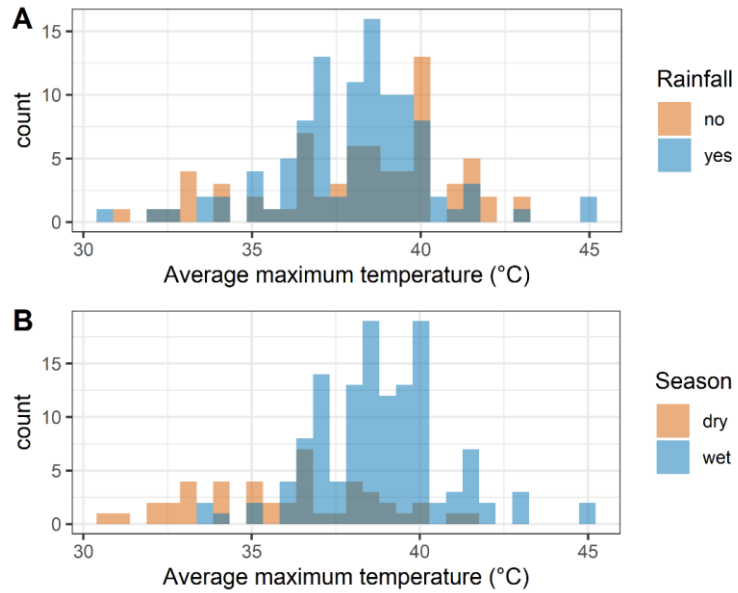 A
15
10
5
0
count
30
35
40
45
Average maximum temperature (°C)
Rainfall
no
yes
B
15
10
5
0
count
30
35
40
45
Average maximum temperature (°C)
Season
dry
wet